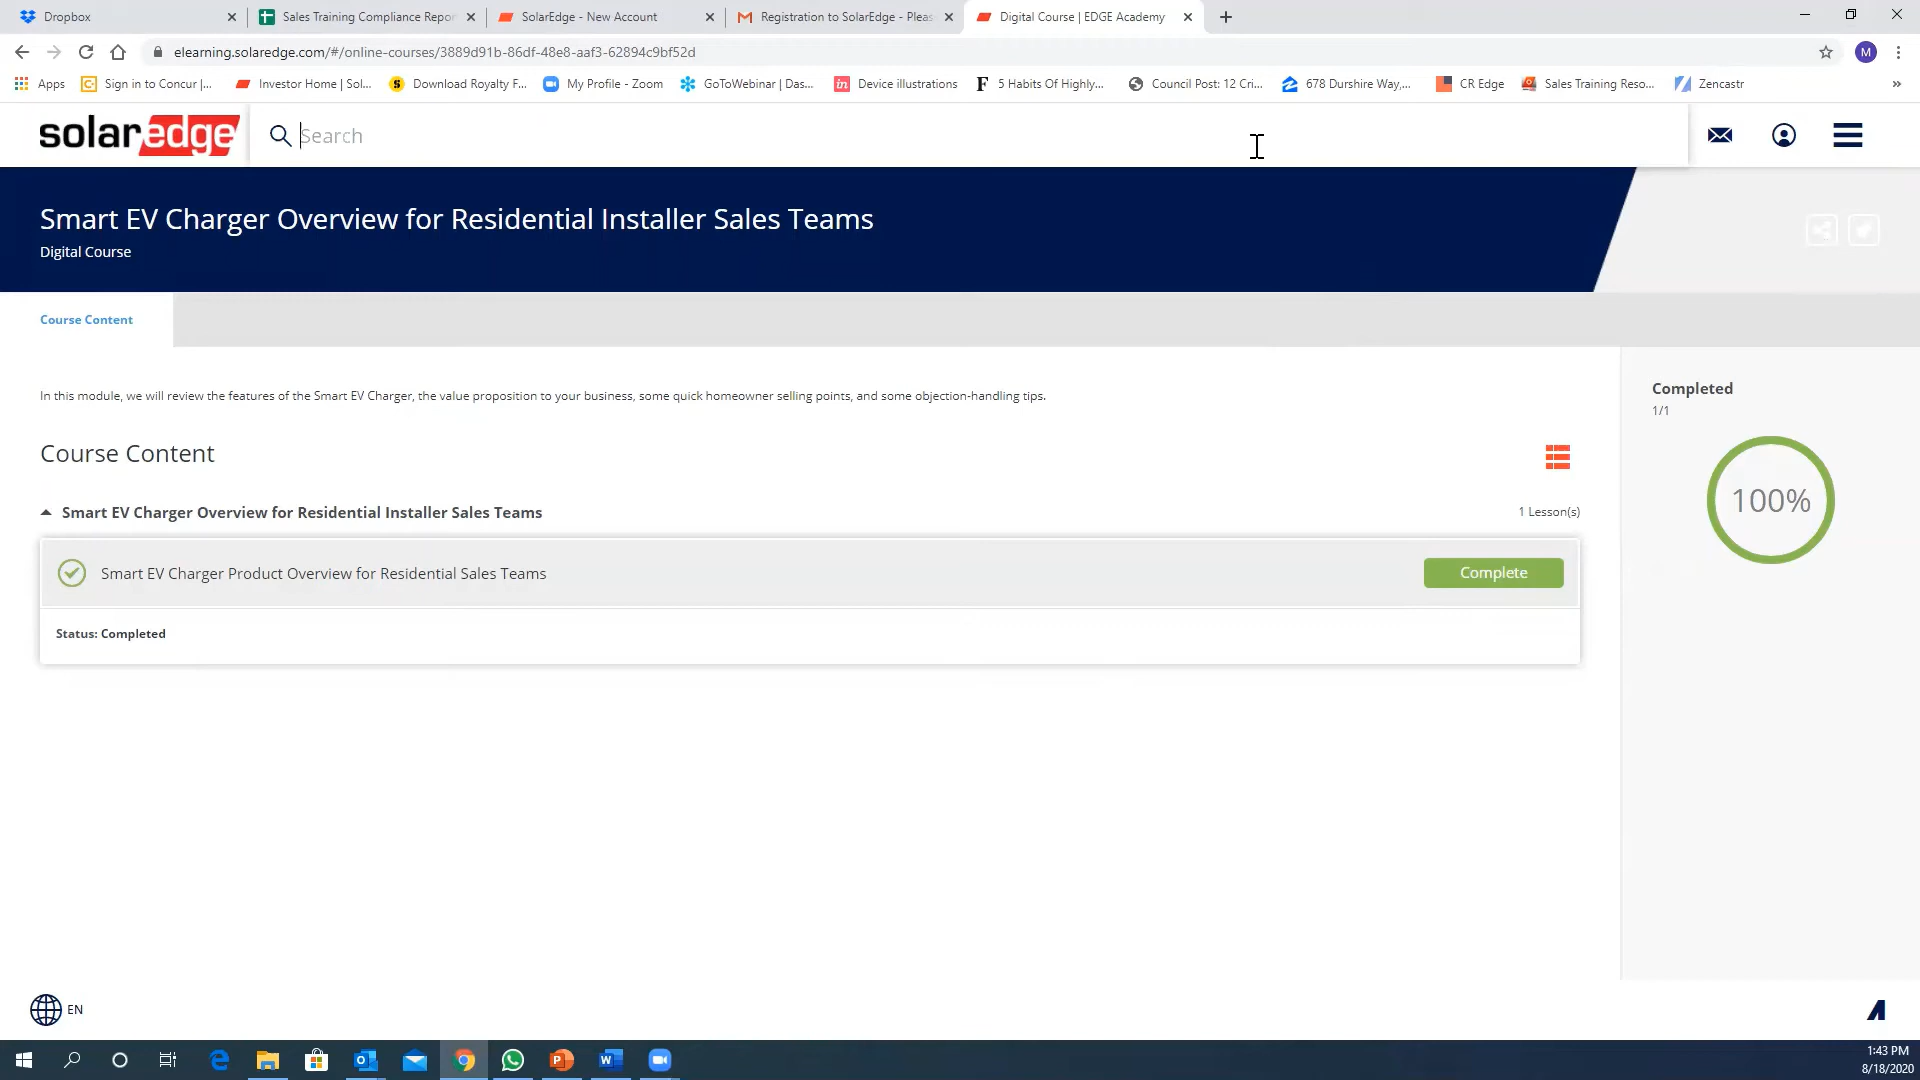 Dropbox
Sales Training Compliance Repor
SolarEdge - New Account
Registration to SolarEdge - Pleas
Digital Course | EDGE Academy
elearning.solaredge.com/#/online-courses/3889d91b-86df-48e8-aaf3-62894c9bf52d
M
Apps
Sign in to Concur |...
Investor Home | Sol...
Download Royalty F...
My Profile - Zoom
GoToWebinar | Das...
in
Device illustrations
F
5 Habits Of Highly...
Council Post: 12 Cri...
678 Durshire Way,...
CR Edge
Sales Training Reso...
Zencastr
»
solaredge
Search
Smart EV Charger Overview for Residential Installer Sales Teams
Digital Course
Course Content
In this module, we will review the features of the Smart EV Charger, the value proposition to your business, some quick homeowner selling points, and some objection-handling tips.
Completed
1/1
100%
Course Content
Smart EV Charger Overview for Residential Installer Sales Teams
1 Lesson(s)
Smart EV Charger Product Overview for Residential Sales Teams
Complete
Status: Completed
EN
1:43 PM
8/18/2020